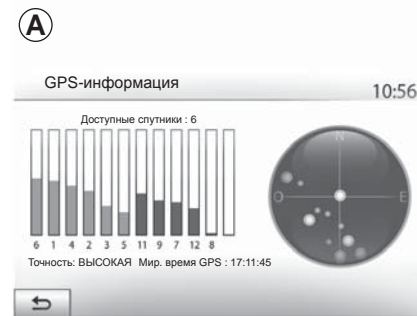 A
GPS-информация
10:56
Доступные спутники : 6
N
O
E
6 1 4 2 3 5 11 9 7 12 8
Точность: ВЫСОКАЯ Мир. время GPS : 17:11:45